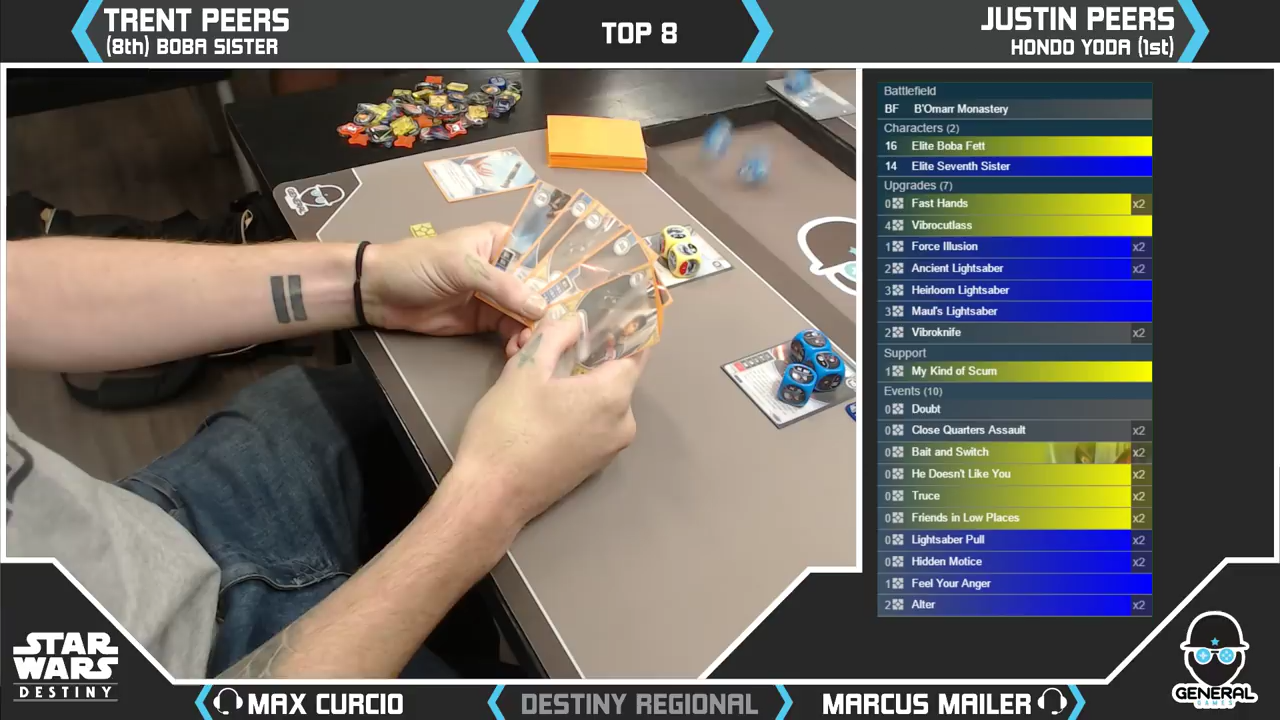 TRENT PEERS
(8th) BOBA SISTER
TOP 8
JUSTIN PEERS
HONDO YODA (1st)
Battlefield
BF B'Omarr Monastery
Characters (2)
16 Elite Boba Fett
14 Elite Seventh Sister
Upgrades (7)
0 Fast Hands x2
4 Vibrocutlass
1 Force Illusion x2
2 Ancient Lightsaber x2
3 Heirloom Lightsaber
3 Maul's Lightsaber
2 Vibroknife x2
Support
1 My Kind of Scum
Events (10)
0 Doubt
0 Close Quarters Assault x2
0 Bait and Switch x2
0 He Doesn't Like You x2
0 Truce x2
0 Friends in Low Places x2
0 Lightsaber Pull x2
0 Hidden Motice x2
1 Feel Your Anger
2 Alter x2
STAR WARS
DESTINY
MAX CURCIO
DESTINY REGIONAL
MARCUS MAILER
GENERAL
GAMES